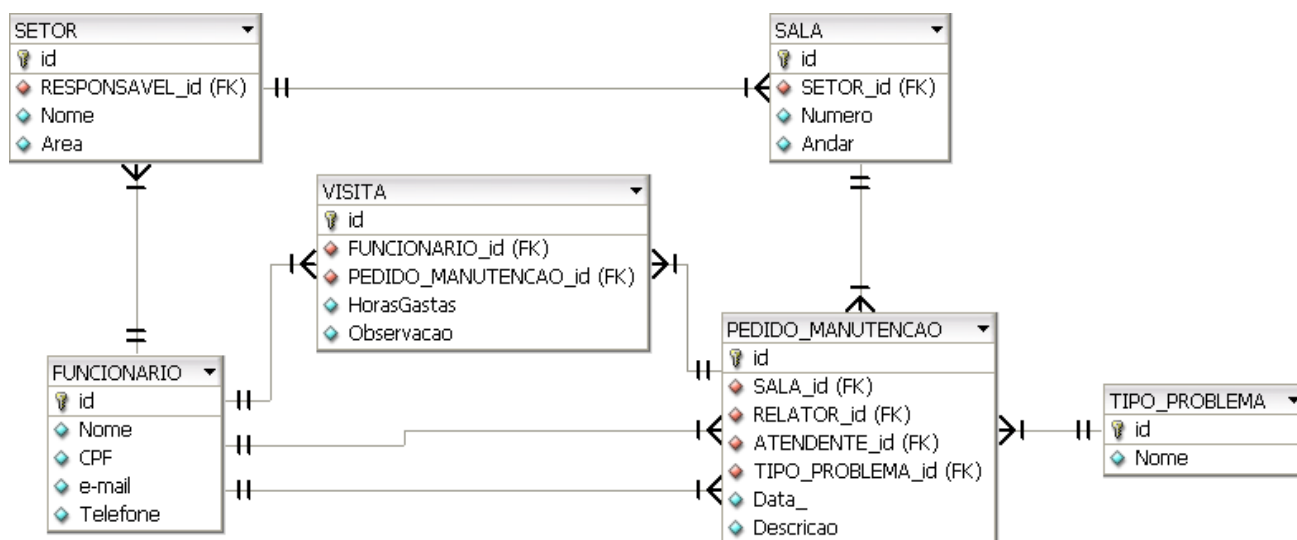 SETOR
id
RESPONSAVEL_id (FK)
Nome
Area
SALA
id
SETOR_id (FK)
Numero
Andar
VISITA
id
FUNCIONARIO_id (FK)
PEDIDO_MANUTENCAO_id (FK)
HorasGastas
Observacao
FUNCIONARIO
id
Nome
CPF
e-mail
Telefone
PEDIDO_MANUTENCAO
id
SALA_id (FK)
RELATOR_id (FK)
ATENDENTE_id (FK)
TIPO_PROBLEMA_id (FK)
Data_
Descricao
TIPO_PROBLEMA
id
Nome